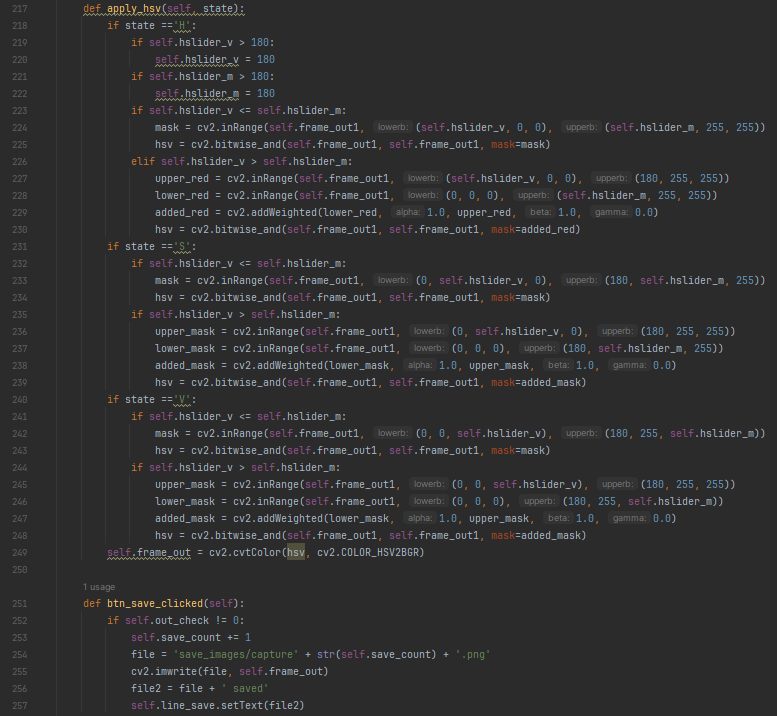 217 def apply_hsv(self, state):
218 if state =='H':
219 if self.hslider_v > 180:
220 self.hslider_v = 180
221 if self.hslider_m > 180:
222 self.hslider_m = 180
223 if self.hslider_v <= self.hslider_m:
224 mask = cv2.inRange(self.frame_out1, lowerb: (self.hslider_v, 0, 0), upperb: (self.hslider_m, 255, 255))
225 hsv = cv2.bitwise_and(self.frame_out1, self.frame_out1, mask=mask)
226 elif self.hslider_v > self.hslider_m:
227 upper_red = cv2.inRange(self.frame_out1, lowerb: (self.hslider_v, 0, 0), upperb: (180, 255, 255))
228 lower_red = cv2.inRange(self.frame_out1, lowerb: (0, 0, 0), upperb: (self.hslider_m, 255, 255))
229 added_red = cv2.addWeighted(lower_red, alpha: 1.0, upper_red, beta: 1.0, gamma: 0.0)
230 hsv = cv2.bitwise_and(self.frame_out1, self.frame_out1, mask=added_red)
231 if state =='S':
232 if self.hslider_v <= self.hslider_m:
233 mask = cv2.inRange(self.frame_out1, lowerb: (0, self.hslider_v, 0), upperb: (180, self.hslider_m, 255))
234 hsv = cv2.bitwise_and(self.frame_out1, self.frame_out1, mask=mask)
235 if self.hslider_v > self.hslider_m:
236 upper_mask = cv2.inRange(self.frame_out1, lowerb: (0, self.hslider_v, 0), upperb: (180, 255, 255))
237 lower_mask = cv2.inRange(self.frame_out1, lowerb: (0, 0, 0), upperb: (180, self.hslider_m, 255))
238 added_mask = cv2.addWeighted(lower_mask, alpha: 1.0, upper_mask, beta: 1.0, gamma: 0.0)
239 hsv = cv2.bitwise_and(self.frame_out1, self.frame_out1, mask=added_mask)
240 if state =='V':
241 if self.hslider_v <= self.hslider_m:
242 mask = cv2.inRange(self.frame_out1, lowerb: (0, 0, self.hslider_v), upperb: (180, 255, self.hslider_m))
243 hsv = cv2.bitwise_and(self.frame_out1, self.frame_out1, mask=mask)
244 if self.hslider_v > self.hslider_m:
245 upper_mask = cv2.inRange(self.frame_out1, lowerb: (0, 0, self.hslider_v), upperb: (180, 255, 255))
246 lower_mask = cv2.inRange(self.frame_out1, lowerb: (0, 0, 0), upperb: (180, 255, self.hslider_m))
247 added_mask = cv2.addWeighted(lower_mask, alpha: 1.0, upper_mask, beta: 1.0, gamma: 0.0)
248 hsv = cv2.bitwise_and(self.frame_out1, self.frame_out1, mask=added_mask)
249 self.frame_out = cv2.cvtColor(hsv, cv2.COLOR_HSV2BGR)
250
1 usage
251 def btn_save_clicked(self):
252 if self.out_check != 0:
253 self.save_count += 1
254 file = 'save_images/capture' + str(self.save_count) + '.png'
255 cv2.imwrite(file, self.frame_out)
256 file2 = file + ' saved'
257 self.line_save.setText(file2)